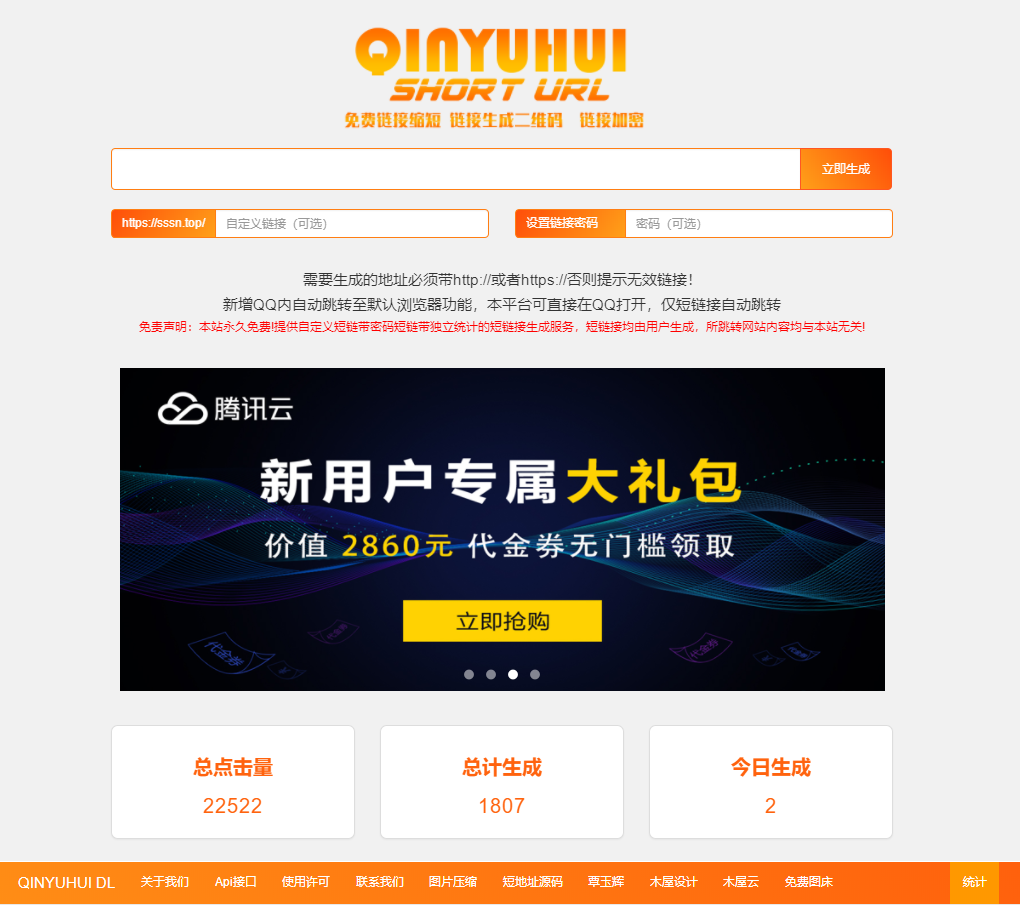 QINYUHUI
SHORT URL
免费链接缩短 链接生成二维码 链接加密
立即生成
https://sssn.top/ 自定义链接（可选） 设置链接密码 密码（可选）
需要生成的地址必须带http://或者https://否则提示无效链接！
新增QQ内自动跳转至默认浏览器功能，本平台可直接在QQ打开，仅短链接自动跳转
免责声明：本站永久免费!提供自定义短链带密码短链带独立统计的短链接生成服务，短链接均由用户生成，所跳转网站内容均与本站无关!
腾讯云
新用户专属大礼包
价值 2860元 代金券无门槛领取
立即抢购
代金券
代金券
代金券
代金券
总点击量 总计生成 今日生成
22522 1807 2
QINYUHUI DL 关于我们 Api接口 使用许可 联系我们 图片压缩 短地址源码 覃玉辉 木屋设计 木屋云 免费图床 统计